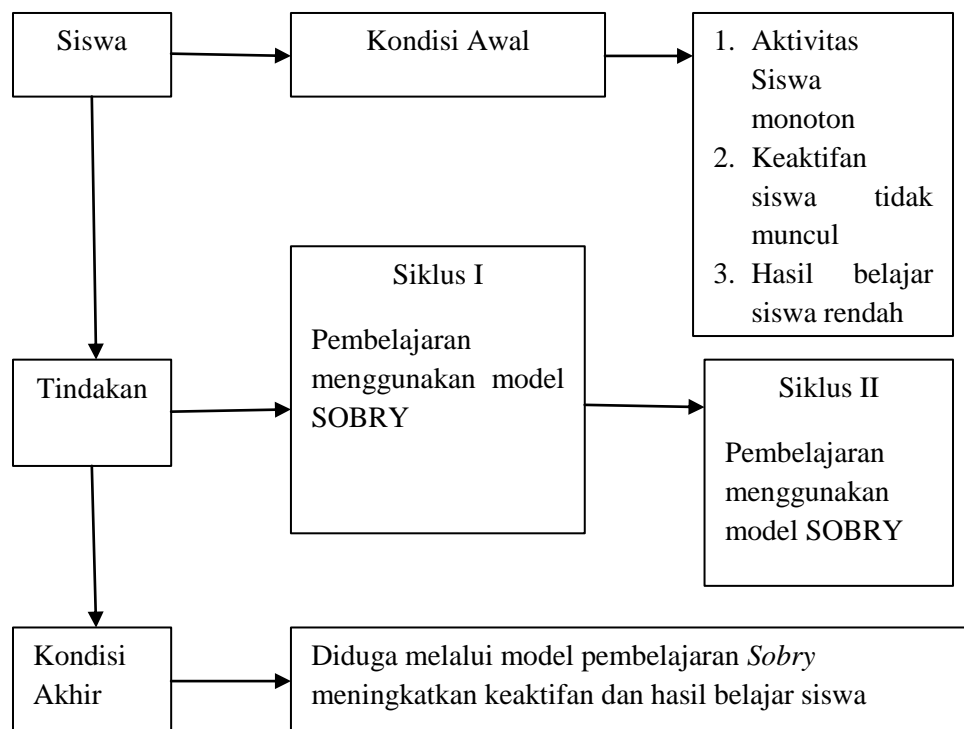 Siswa
Kondisi Awal
1. Aktivitas
Siswa
monoton
2. Keaktifan
siswa tidak
muncul
3. Hasil belajar
siswa rendah
Tindakan
Siklus I
Pembelajaran
menggunakan model
SOBRY
Siklus II
Pembelajaran
menggunakan
model SOBRY
Kondisi
Akhir
Diduga melalui model pembelajaran Sobry
meningkatkan keaktifan dan hasil belajar siswa